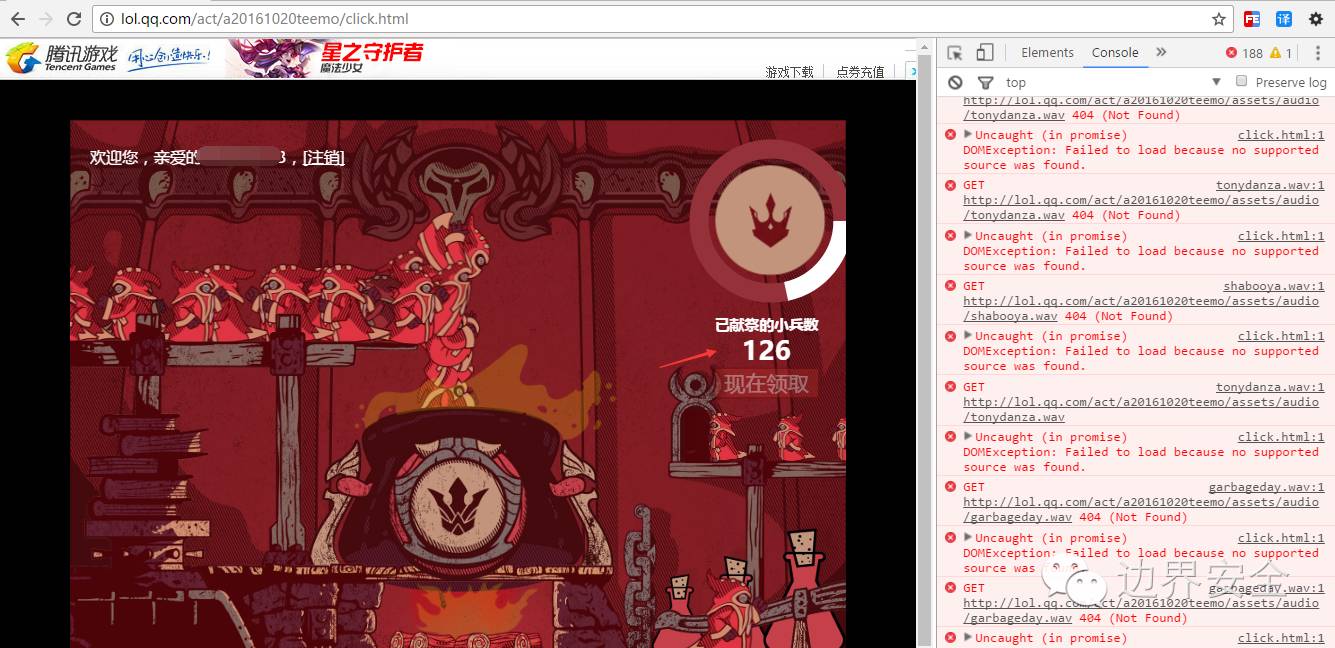 lol.qq.com/act/a20161020teemo/click.html
腾讯游戏
Tencent Games
用心创造快乐!
星之守护者
魔法少女
游戏下载
点券充值
欢迎您，亲爱的
3，[注销]
已献祭的小兵数
126
现在领取
Elements
Console
188
1
top
Preserve log
http://lol.qq.com/act/a20161020teemo/assets/audio
/tonydanza.wav 404 (Not Found)
Uncaught (in promise) click.html:1
DOMException: Failed to load because no supported
source was found.
GET tonydanza.wav:1
http://lol.qq.com/act/a20161020teemo/assets/audio
/tonydanza.wav 404 (Not Found)
Uncaught (in promise) click.html:1
DOMException: Failed to load because no supported
source was found.
GET shabooya.wav:1
http://lol.qq.com/act/a20161020teemo/assets/audio
/shabooya.wav 404 (Not Found)
Uncaught (in promise) click.html:1
DOMException: Failed to load because no supported
source was found.
GET tonydanza.wav:1
http://lol.qq.com/act/a20161020teemo/assets/audio
/tonydanza.wav
Uncaught (in promise) click.html:1
DOMException: Failed to load because no supported
source was found.
GET garbageday.wav:1
http://lol.qq.com/act/a20161020teemo/assets/audio
/garbageday.wav 404 (Not Found)
Uncaught (in promise) click.html:1
DOMException: Failed to load because no supported
source was found.
GET garbageday.wav:1
http://lol.qq.com/act/a20161020teemo/assets/audio
/garbageday.wav 404 (Not Found)
Uncaught (in promise) click.html:1
边界安全
FE
译